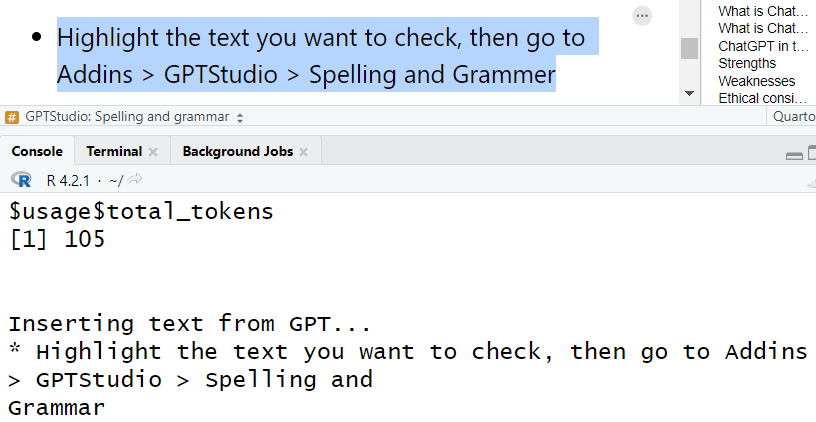 • Highlight the text you want to check, then go to
Addins > GPTStudio > Spelling and Grammer
What is Chat...
What is Chat...
ChatGPT in t...
Strengths
Weaknesses
Ethical consi...
# GPTStudio: Spelling and grammar
Quarto
Console Terminal Background Jobs
R R 4.2.1 · ~/
$usage$total_tokens
[1] 105
Inserting text from GPT...
* Highlight the text you want to check, then go to Addins
> GPTStudio > Spelling and
Grammar